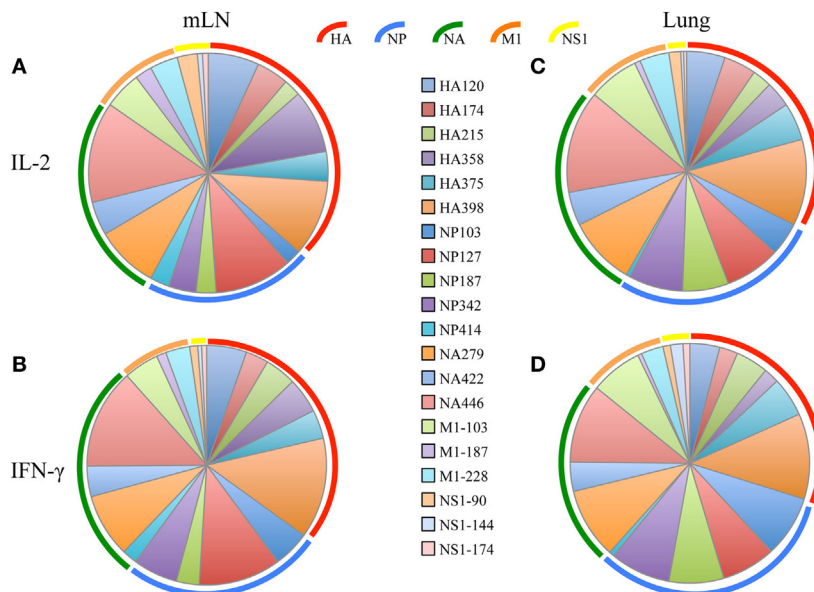 mLN
Lung
HA
NP
NA
M1
NS1
A
C
IL-2
HA120
HA174
HA215
HA358
HA375
HA398
NP103
NP127
NP187
NP342
NP414
NA279
NA422
NA446
M1-103
M1-187
M1-228
NS1-90
NS1-144
NS1-174
B
D
IFN-γ